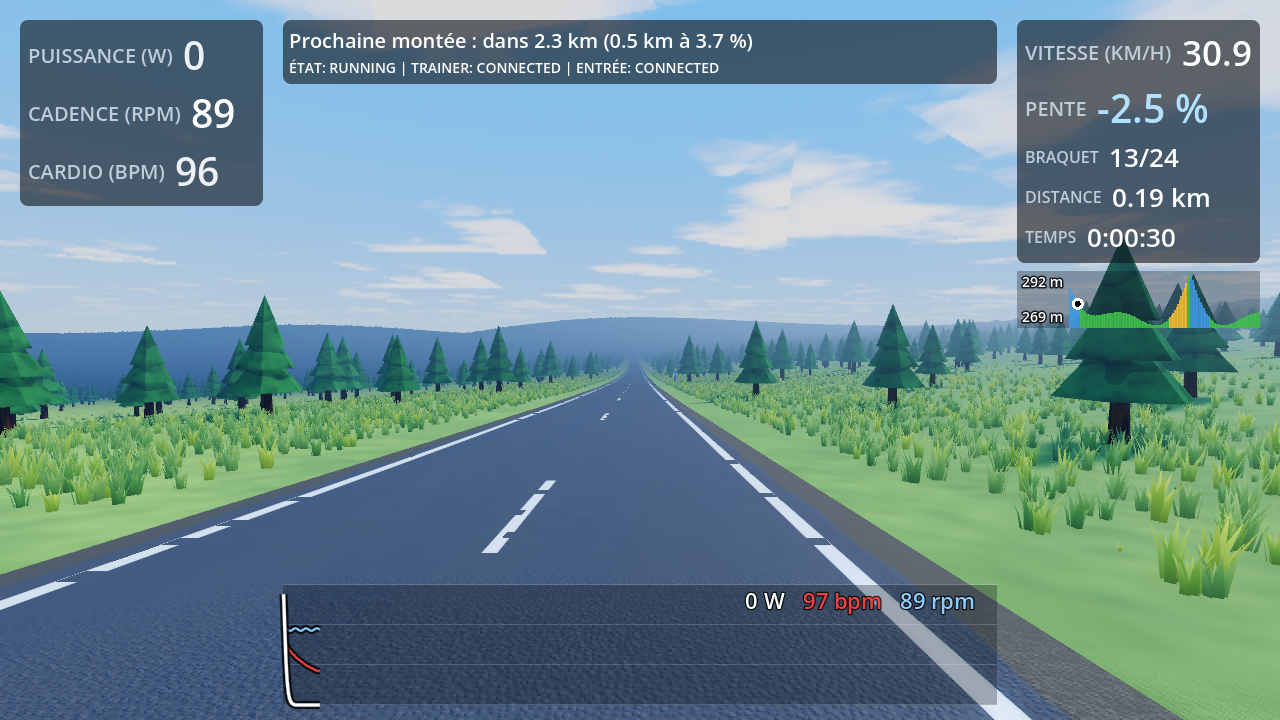 PUISSANCE (W) 0
CADENCE (RPM) 89
CARDIO (BPM) 96
Prochaine montée : dans 2.3 km (0.5 km à 3.7 %)
ÉTAT: RUNNING | TRAINER: CONNECTED | ENTRÉE: CONNECTED
VITESSE (KM/H) 30.9
PENTE -2.5 %
BRAQUET 13/24
DISTANCE 0.19 km
TEMPS 0:00:30
292 m
269 m
0 W 97 bpm 89 rpm